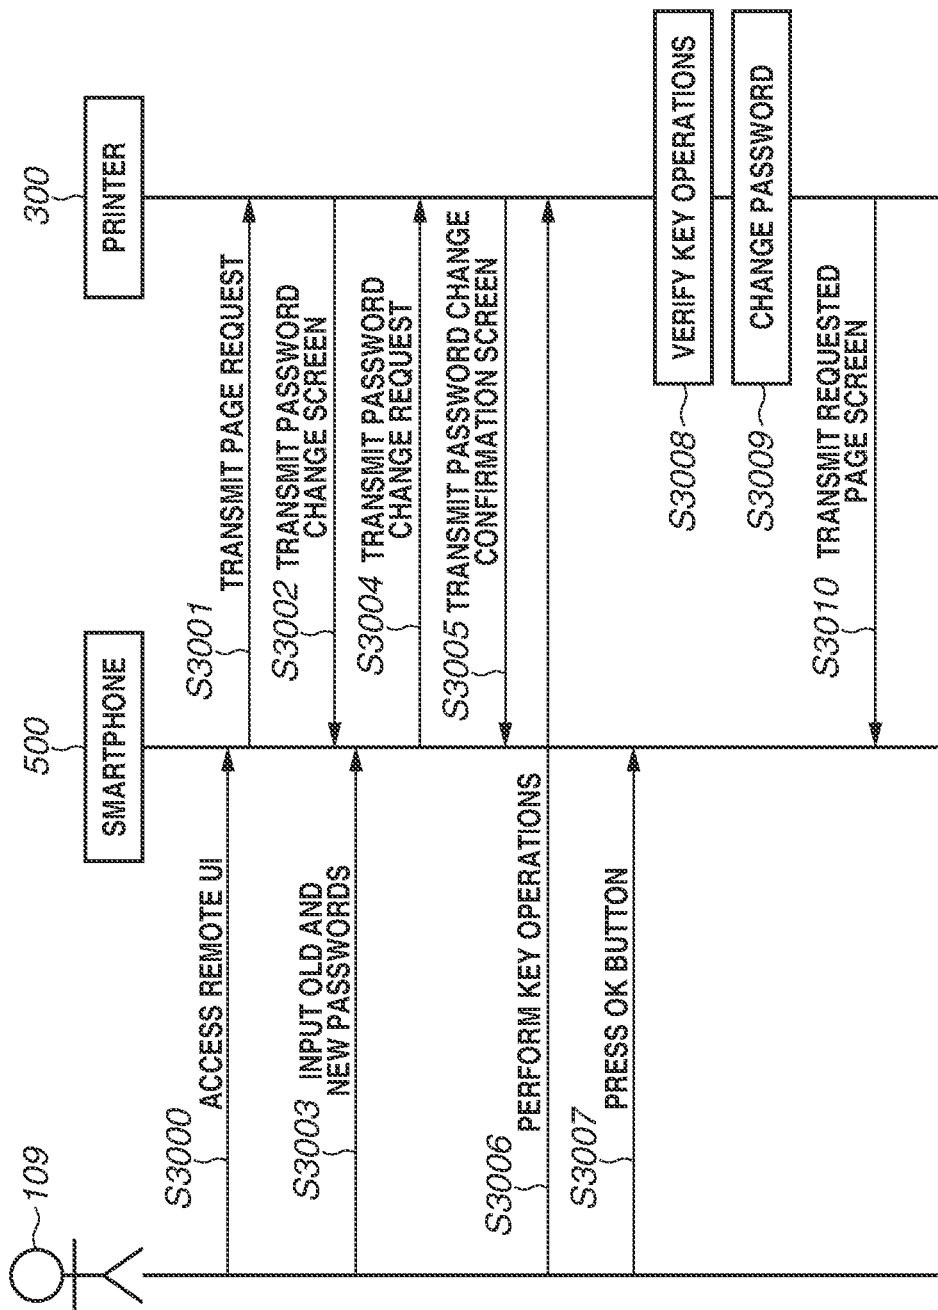 109
500
SMARTPHONE
300
PRINTER
S3000
ACCESS REMOTE UI
S3001
TRANSMIT PAGE REQUEST
S3002
TRANSMIT PASSWORD
CHANGE SCREEN
S3003
INPUT OLD AND
NEW PASSWORDS
S3004
TRANSMIT PASSWORD
CHANGE REQUEST
S3005
TRANSMIT PASSWORD CHANGE
CONFIRMATION SCREEN
S3006
PERFORM KEY OPERATIONS
S3007
PRESS OK BUTTON
S3008
VERIFY KEY OPERATIONS
S3009
CHANGE PASSWORD
S3010
TRANSMIT REQUESTED
PAGE SCREEN